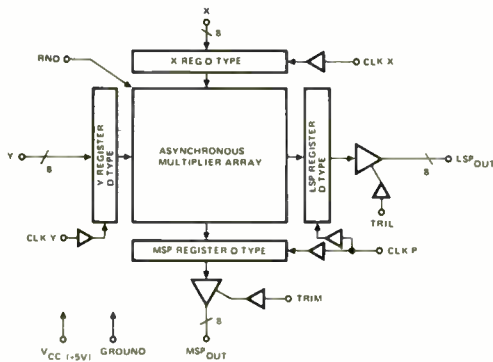 X
8
RND
X REG D TYPE
CLK X
Y
8
Y REGISTER
D TYPE
ASYNCHRONOUS
MULTIPLIER ARRAY
LSP REGISTER
D TYPE
8
LSP OUT
TRIL
CLK Y
MSP REGISTER D TYPE
CLK P
TRIM
8
VCC (+5V)
GROUND
MSP OUT